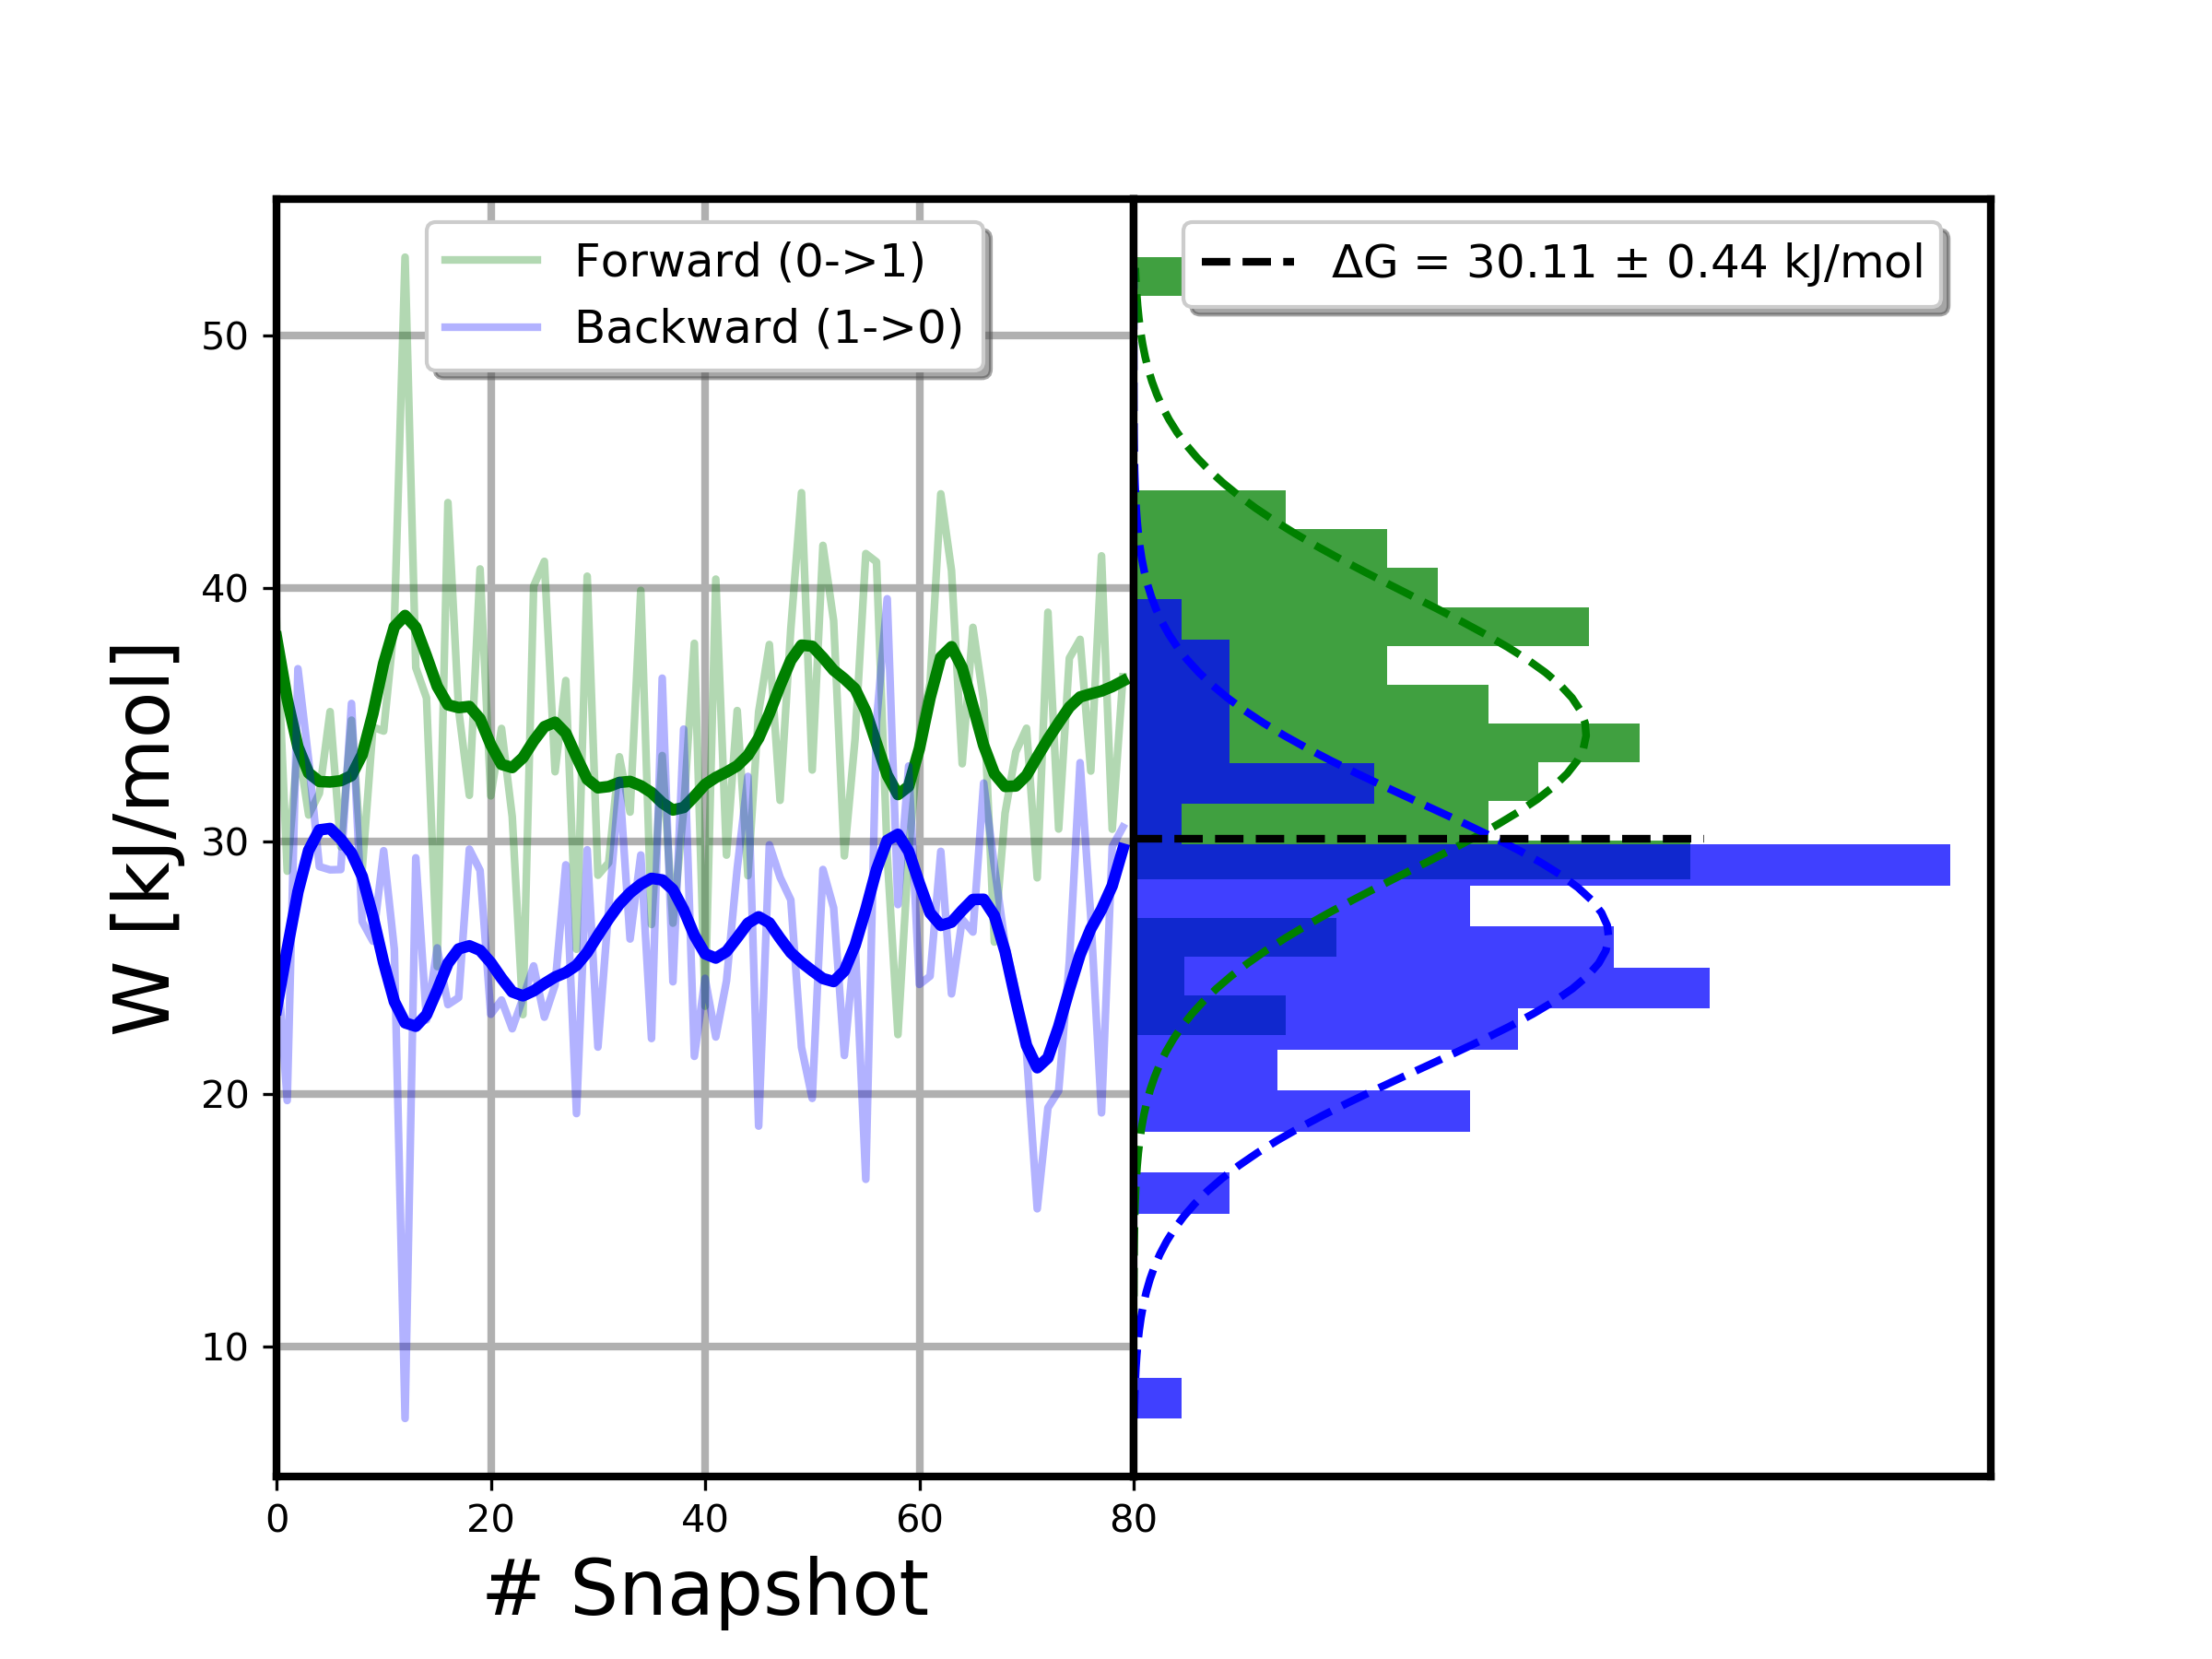 Forward (0->1)
Backward (1->0)
ΔG = 30.11 ± 0.44 kJ/mol
50
40
30
20
10
W [kJ/mol]
0 20 40 60 80
# Snapshot